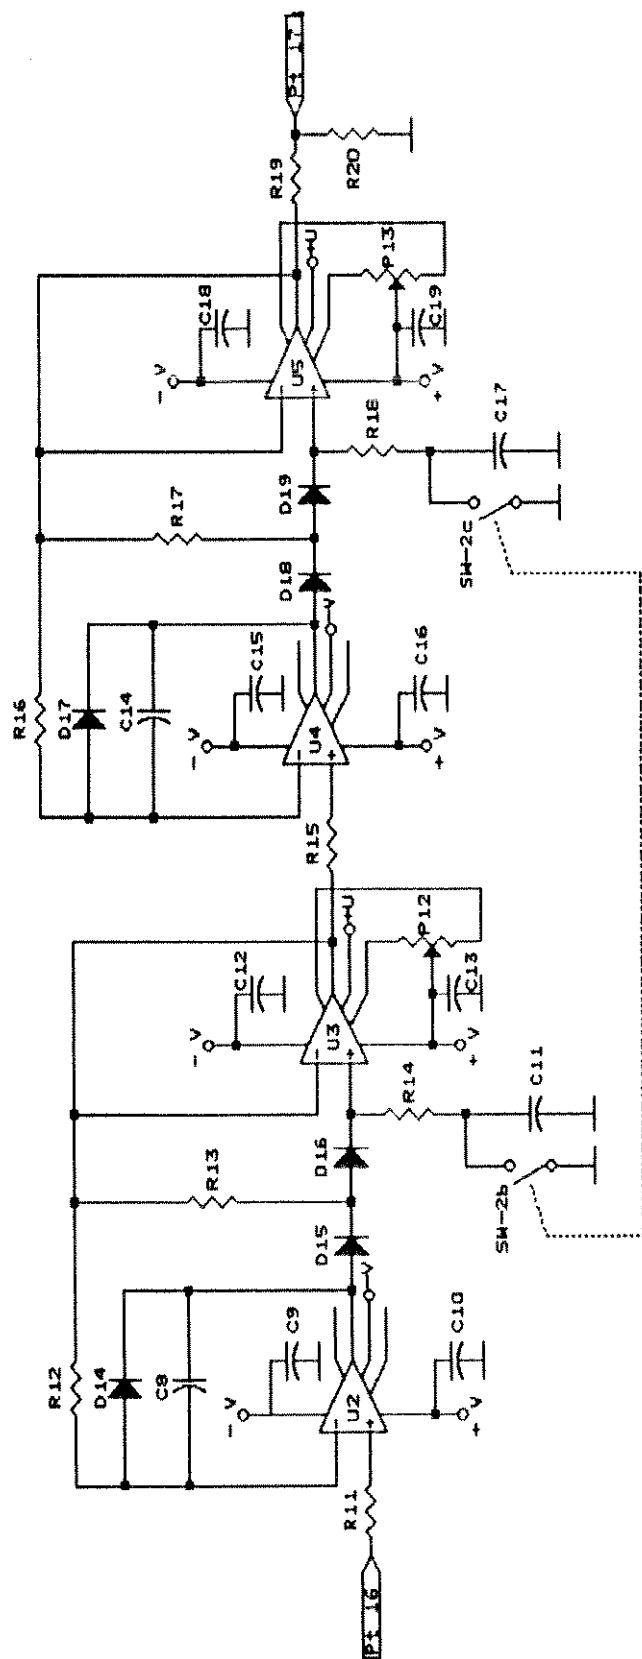 Pt 17
R19
R20
+U
P13
C18
C19
U5
-V
+V
R18
C17
D19
R17
SW-2c
D18
V
C15
C16
R16
D17
C14
U4
-V
+V
R15
+U
P12
C12
C13
U3
-V
+V
R14
C11
D16
R13
SW-2b
D15
V
C9
C10
R12
D14
C8
U2
-V
+V
R11
Pt 16